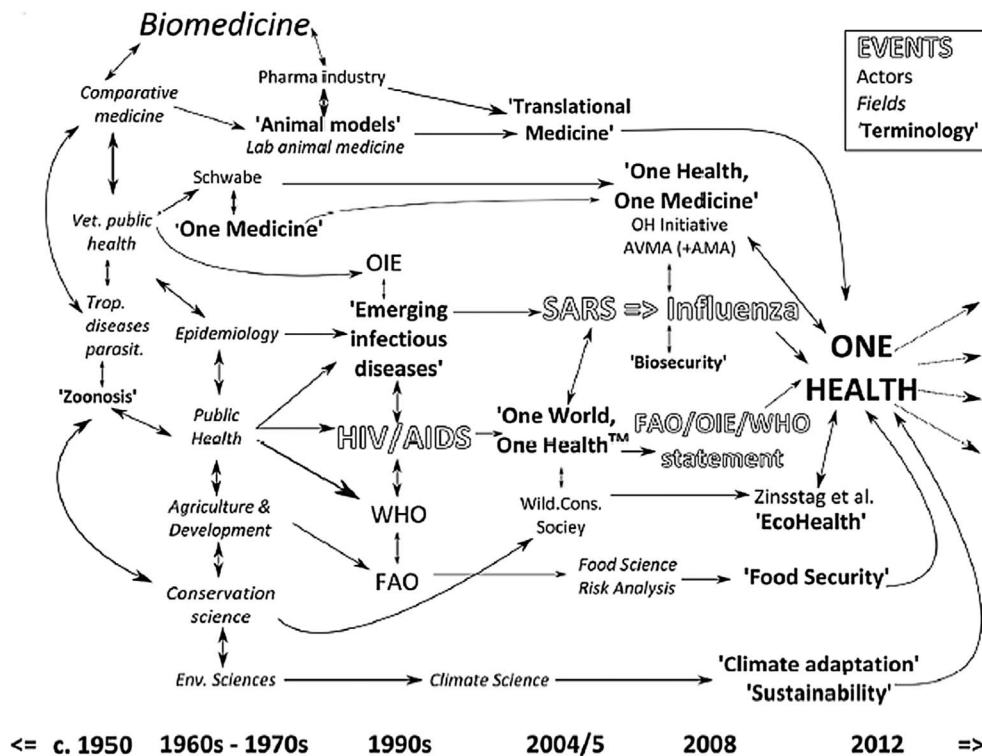 Biomedicine
EVENTS
Actors
Fields
'Terminology'
Pharma industry
Comparative
medicine
'Animal models'
Lab animal medicine
'Translational
Medicine'
Schwabe
'One Medicine'
'One Health,
One Medicine'
OH Initiative
AVMA (+AMA)
Vet. public
health
OIE
'Emerging
infectious
diseases'
SARS => Influenza
Trop.
diseases
parasit.
Epidemiology
'Biosecurity'
ONE
HEALTH
'Zoonosis'
Public
Health
HIV/AIDS
'One World,
One Health™
FAO/OIE/WHO
statement
Agriculture &
Development
WHO
Wild.Cons.
Sociey
Zinsstag et al.
'EcoHealth'
Conservation
science
FAO
Food Science
Risk Analysis
'Food Security'
Env. Sciences
Climate Science
'Climate adaptation'
'Sustainability'
<= c. 1950 1960s - 1970s 1990s 2004/5 2008 2012 =>